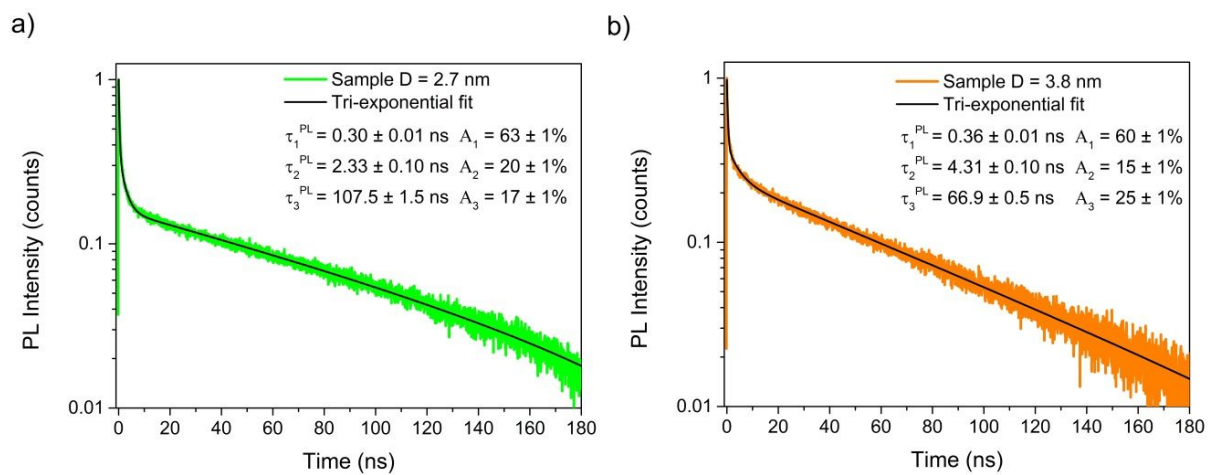 a)
Sample D = 2.7 nm
Tri-exponential fit
τ₁ᴾᴸ = 0.30 ± 0.01 ns A₁ = 63 ± 1%
τ₂ᴾᴸ = 2.33 ± 0.10 ns A₂ = 20 ± 1%
τ₃ᴾᴸ = 107.5 ± 1.5 ns A₃ = 17 ± 1%
1
0.1
0.01
PL Intensity (counts)
0 20 40 60 80 100 120 140 160 180
Time (ns)
b)
Sample D = 3.8 nm
Tri-exponential fit
τ₁ᴾᴸ = 0.36 ± 0.01 ns A₁ = 60 ± 1%
τ₂ᴾᴸ = 4.31 ± 0.10 ns A₂ = 15 ± 1%
τ₃ᴾᴸ = 66.9 ± 0.5 ns A₃ = 25 ± 1%
1
0.1
0.01
PL Intensity (counts)
0 20 40 60 80 100 120 140 160 180
Time (ns)